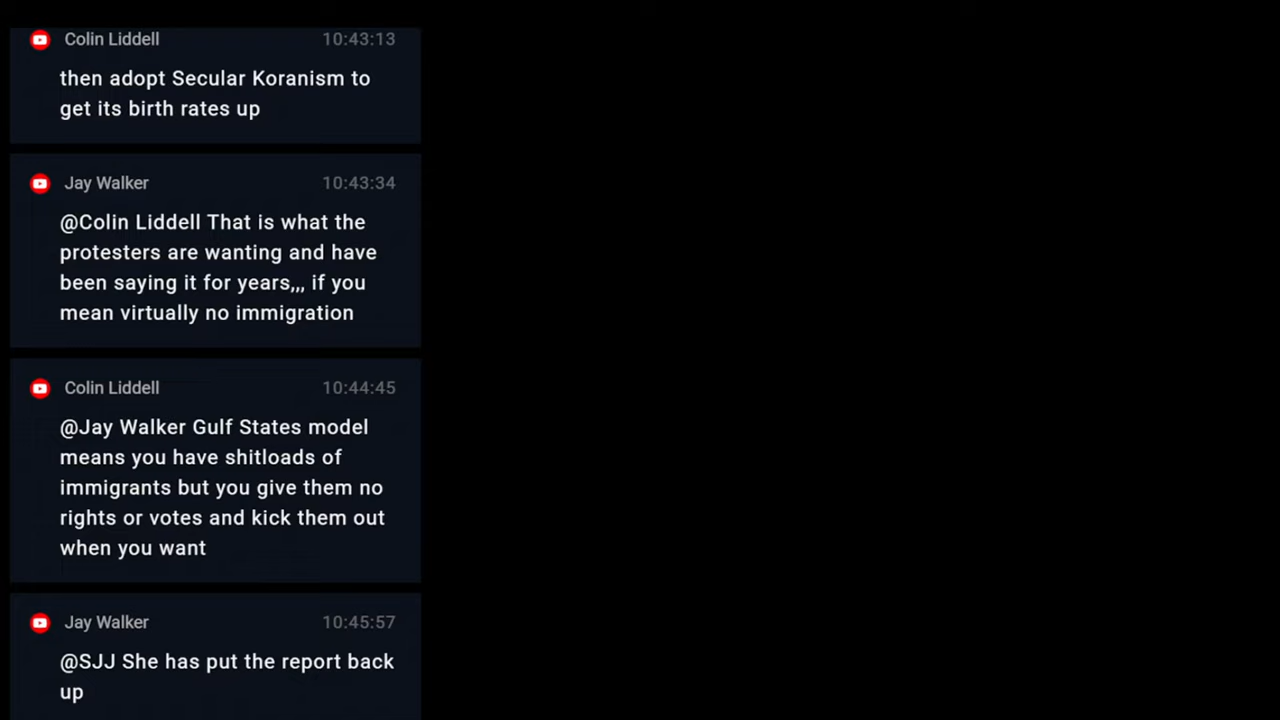 Colin Liddell 10:43:13
then adopt Secular Koranism to
get its birth rates up
Jay Walker 10:43:34
@Colin Liddell That is what the
protesters are wanting and have
been saying it for years,,, if you
mean virtually no immigration
Colin Liddell 10:44:45
@Jay Walker Gulf States model
means you have shitloads of
immigrants but you give them no
rights or votes and kick them out
when you want
Jay Walker 10:45:57
@SJJ She has put the report back
up